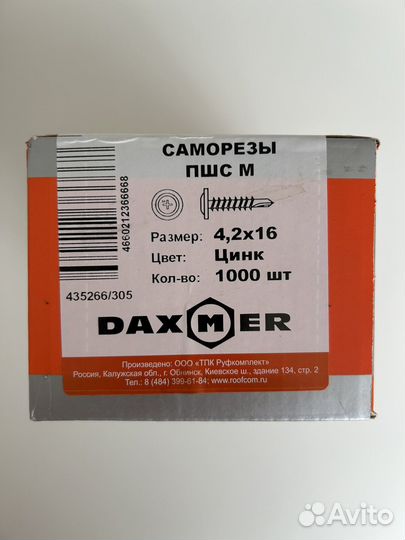 САМОРЕЗЫ
ПШС М
Размер: 4,2х16
Цвет: Цинк
Кол-во: 1000 шт
4660212366668
435266/305
DAXMER
Произведено: ООО «ТПК Руфкомплект»
Россия, Калужская обл., г. Обнинск, Киевское ш., здание 134, стр. 2
Тел.: 8 (484) 399-61-84; www.roofcom.ru
Avito